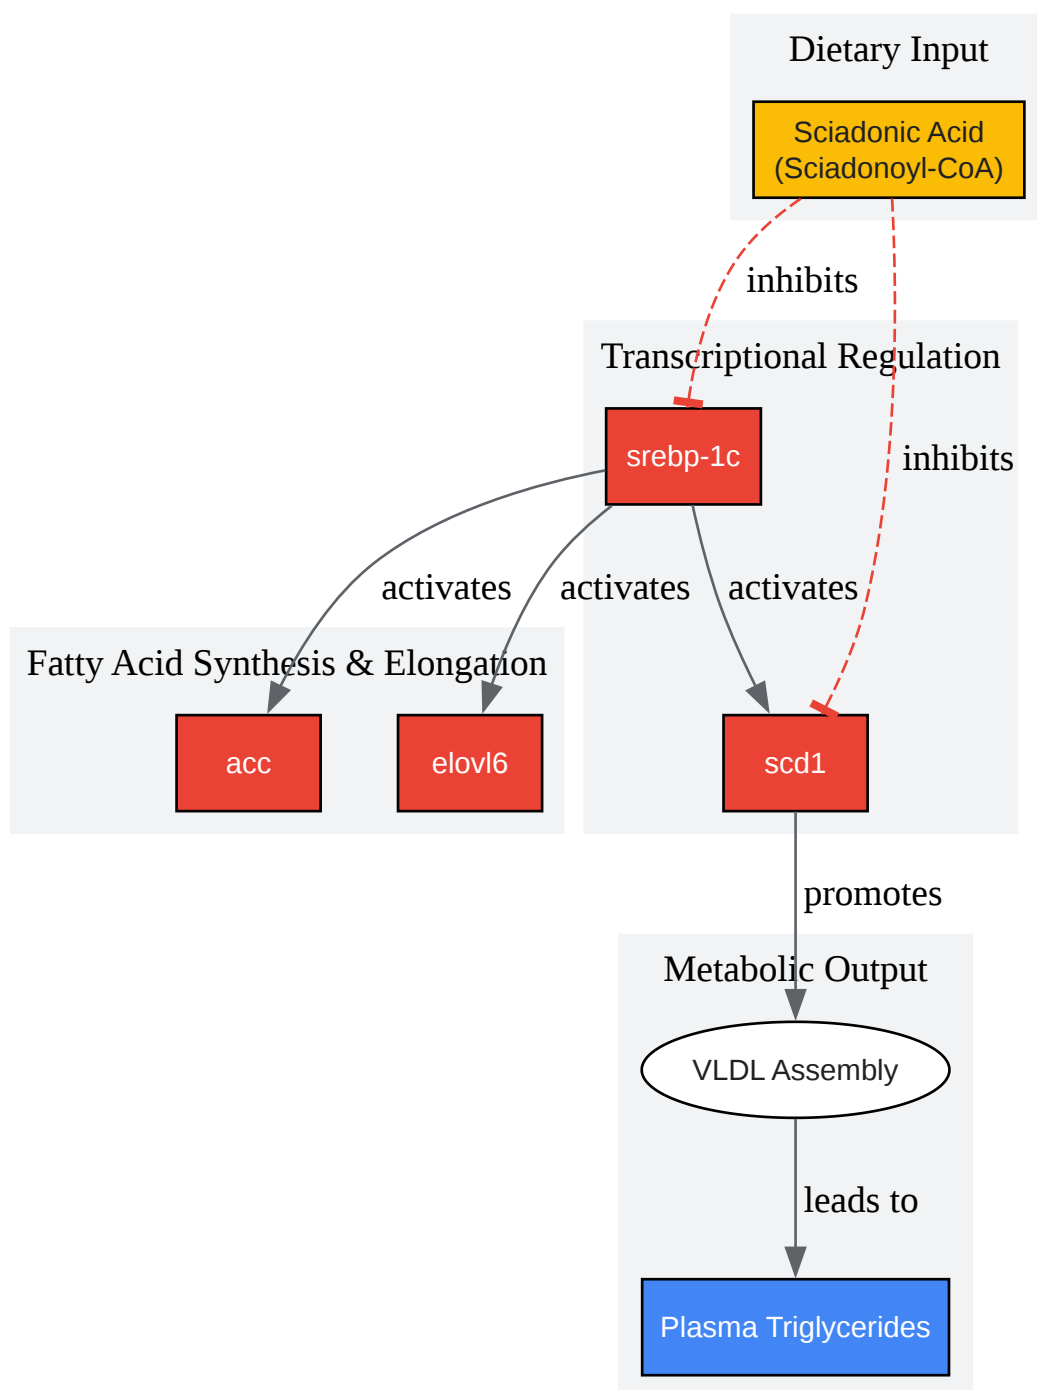 Dietary Input
Sciadonic Acid
(Sciadonoyl-CoA)
inhibits
Transcriptional Regulation
srebp-1c
inhibits
activates
activates
activates
Fatty Acid Synthesis & Elongation
acc
elovl6
scd1
promotes
Metabolic Output
VLDL Assembly
leads to
Plasma Triglycerides